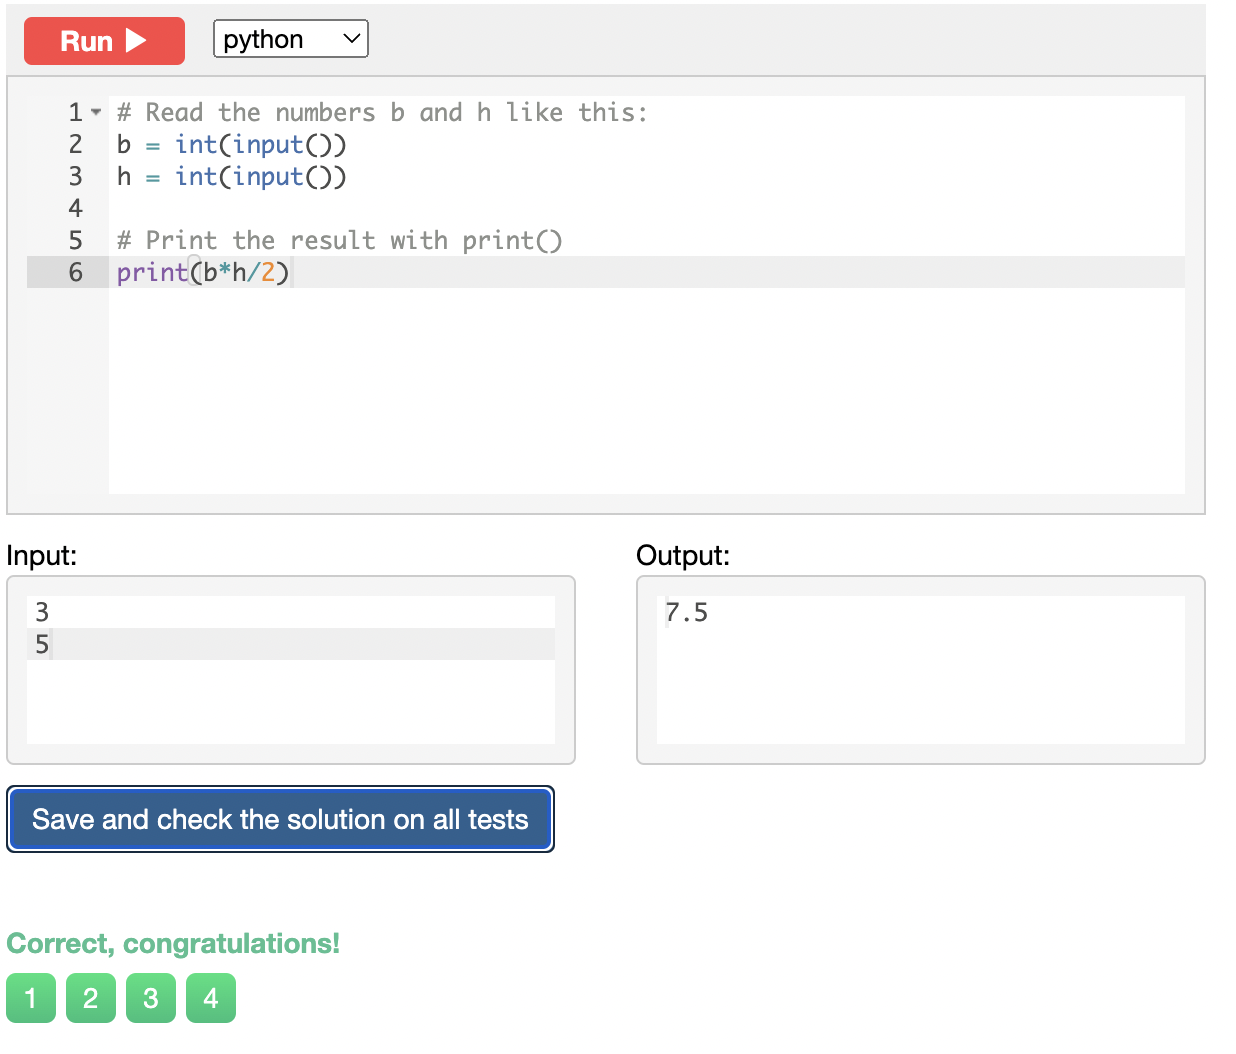 Run
python
1 # Read the numbers b and h like this:
2 b = int(input())
3 h = int(input())
4
5 # Print the result with print()
6 print(b*h/2)
Input:
Output:
3
5
7.5
Save and check the solution on all tests
Correct, congratulations!
1 2 3 4